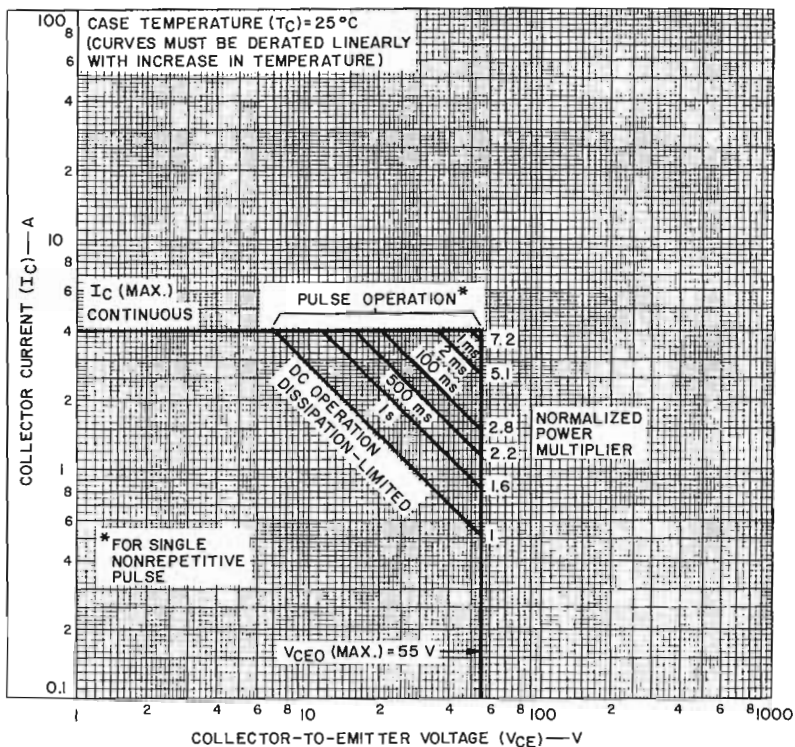 CASE TEMPERATURE (TC)=25°C
(CURVES MUST BE DERATED LINEARLY
WITH INCREASE IN TEMPERATURE)
100
8
6
4
2
10
8
6
4
2
1
8
6
4
2
0.1
COLLECTOR CURRENT (IC)—A
IC (MAX.)
CONTINUOUS
PULSE OPERATION*
1ms
2 ms
100 ms
500 ms
1s
DC OPERATION
DISSIPATION-LIMITED
7.2
5.1
2.8
2.2
1.6
1
NORMALIZED
POWER
MULTIPLIER
*FOR SINGLE
NONREPETITIVE
PULSE
VCEO (MAX.)=55 V
1 2 4 6 8 10 2 4 6 8 100 2 4 6 8 1000
COLLECTOR-TO-EMITTER VOLTAGE (VCE)—V